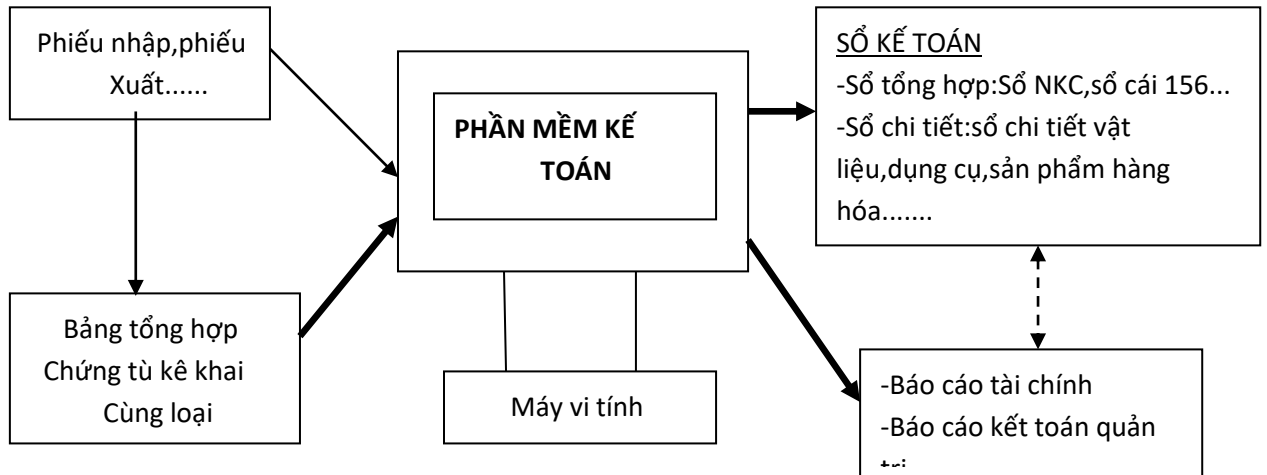 Phiếu nhập,phiếu
Xuất......
Bảng tổng hợp
Chứng tù kê khai
Cùng loại
PHẦN MỀM KẾ
TOÁN
Máy vi tính
SỔ KẾ TOÁN
-Sổ tổng hợp:Sổ NKC,sổ cái 156...
-Sổ chi tiết:sổ chi tiết vật
liệu,dụng cụ,sản phẩm hàng
hóa.......
-Báo cáo tài chính
-Báo cáo kết toán quản